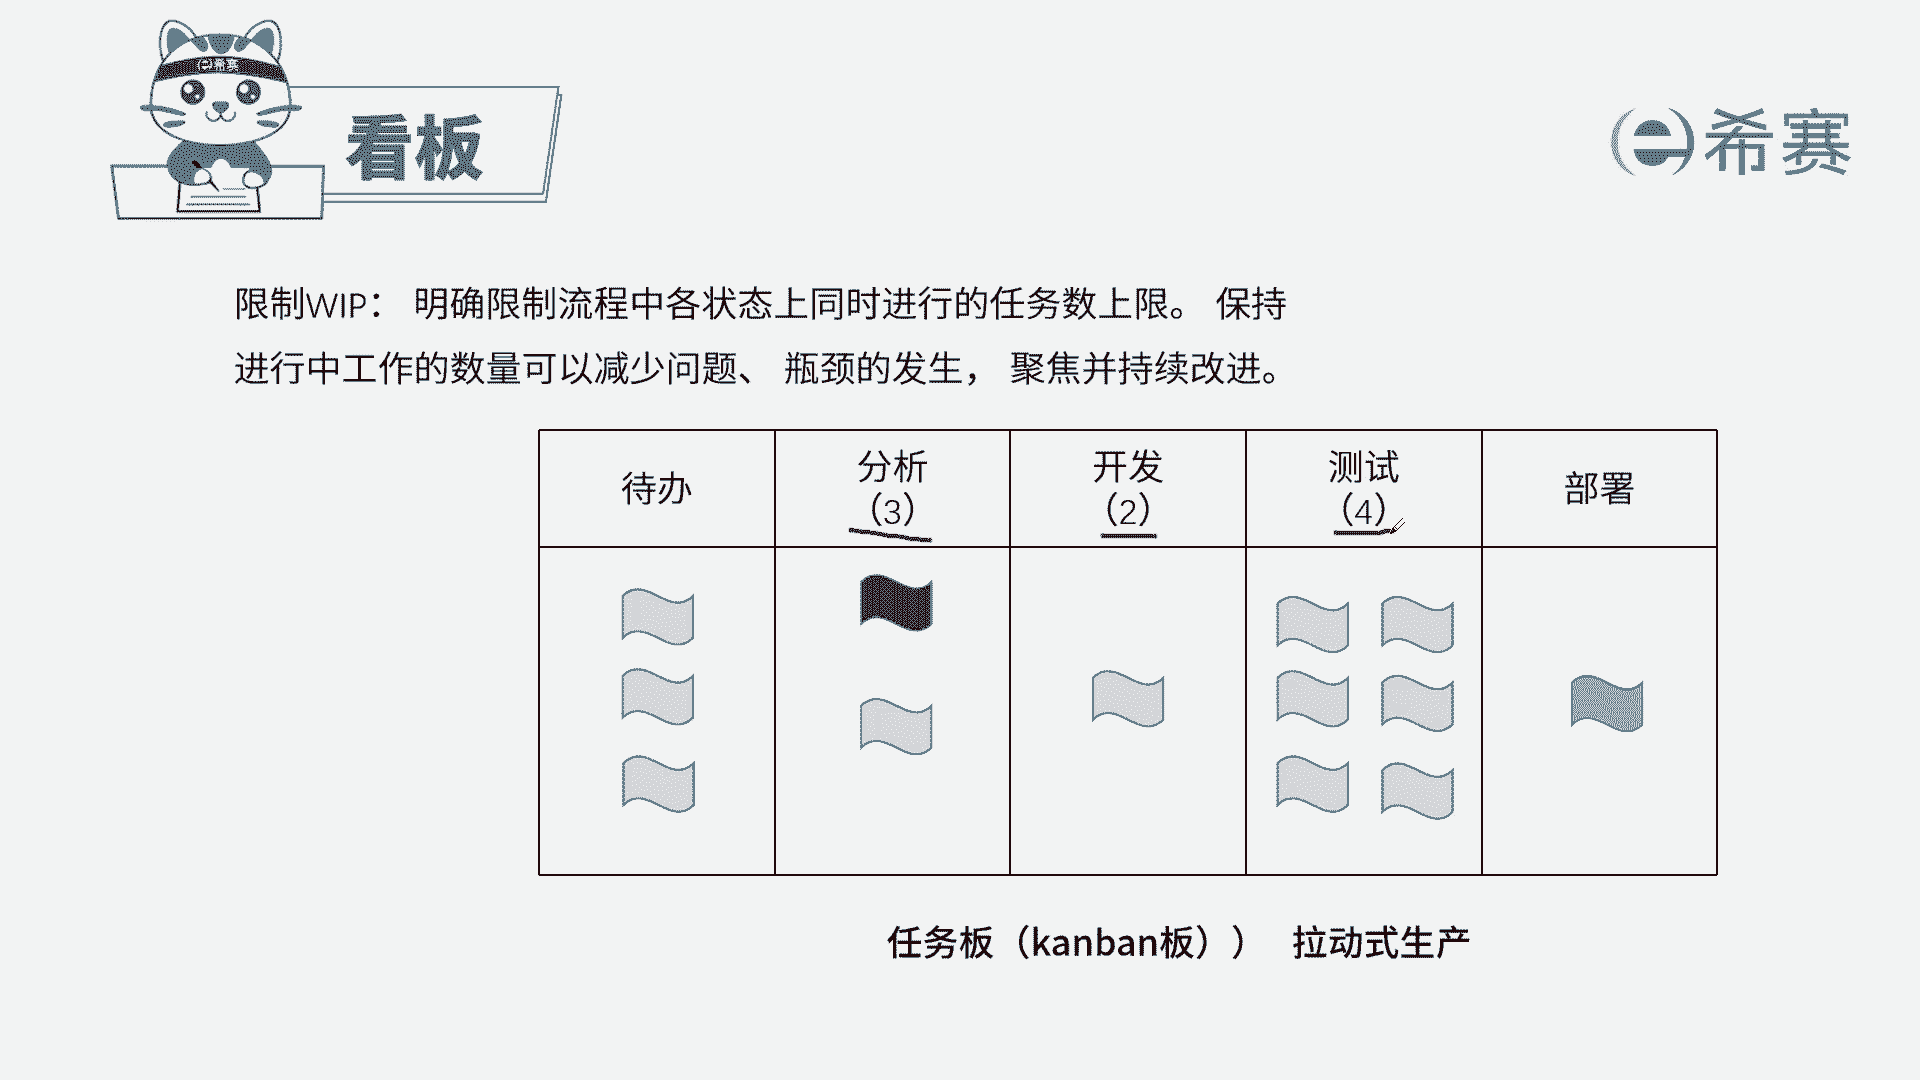 希赛
看板
希赛
限制WIP： 明确限制流程中各状态上同时进行的任务数上限。 保持
进行中工作的数量可以减少问题、 瓶颈的发生， 聚焦并持续改进。
待办
分析
（3）
开发
（2）
测试
（4）
部署
任务板（kanban板）） 拉动式生产